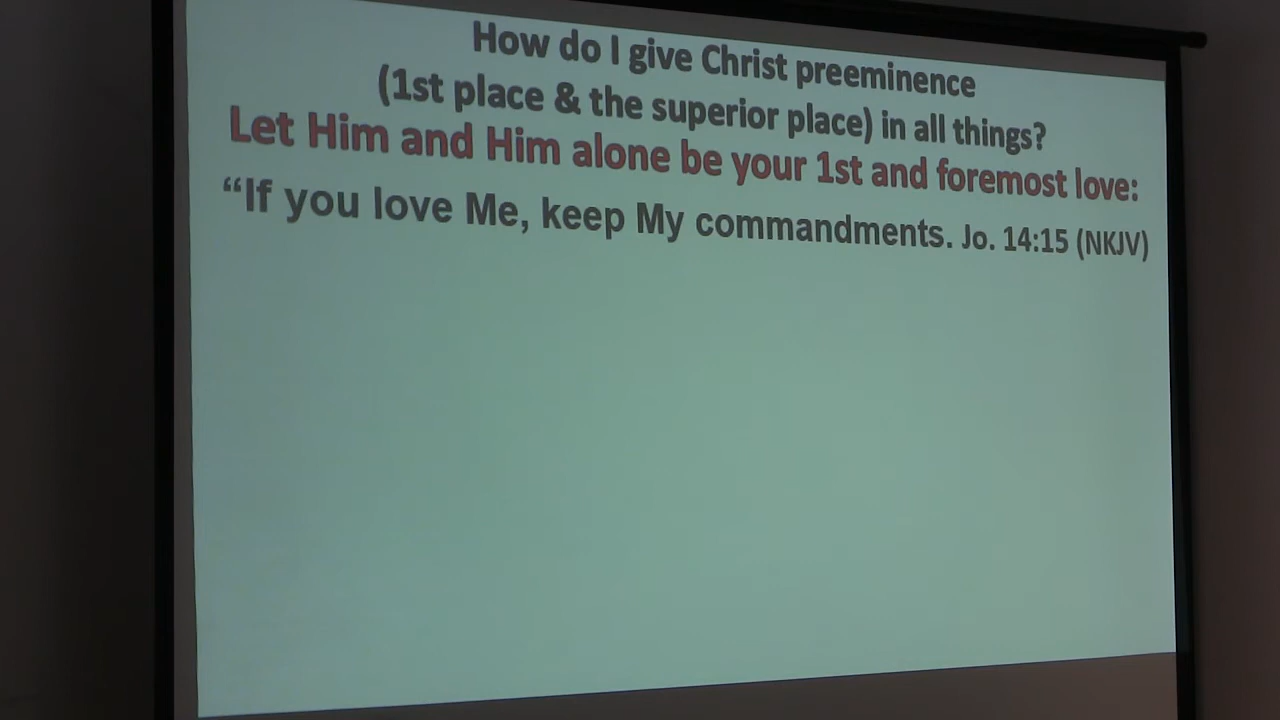 How do I give Christ preeminence
(1st place & the superior place) in all things?
Let Him and Him alone be your 1st and foremost love:
“If you love Me, keep My commandments. Jo. 14:15 (NKJV)